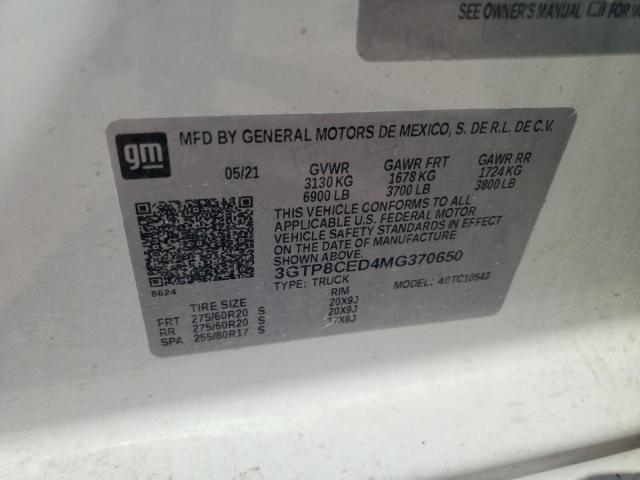 SEE OWNER'S MANUAL FOR
gm
MFD BY GENERAL MOTORS DE MEXICO, S. DE R.L. DE C.V.
05/21 GVWR GAWR FRT GAWR RR
3130 KG 1678 KG 1724 KG
6900 LB 3700 LB 3800 LB
THIS VEHICLE CONFORMS TO ALL
APPLICABLE U.S. FEDERAL MOTOR
VEHICLE SAFETY STANDARDS IN EFFECT
ON THE DATE OF MANUFACTURE
SHOWN ABOVE.
3GTP8CED4MG370650
8624 TYPE: TRUCK MODEL: 4GTC10543
TIRE SIZE RIM
FRT 275/60R20 S 20X9J
RR 275/60R20 S 20X9J
SPA 255/80R17 S 17X8J